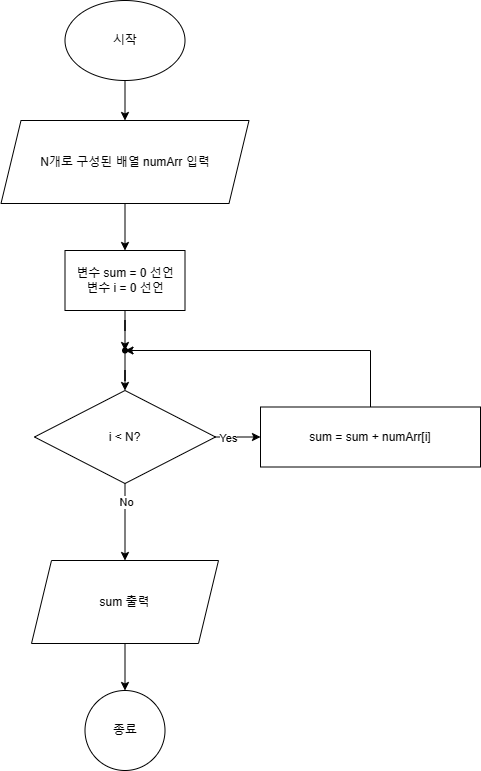 시작
N개로 구성된 배열 numArr 입력
변수 sum = 0 선언
변수 i = 0 선언
i < N?
Yes
sum = sum + numArr[i]
No
sum 출력
종료